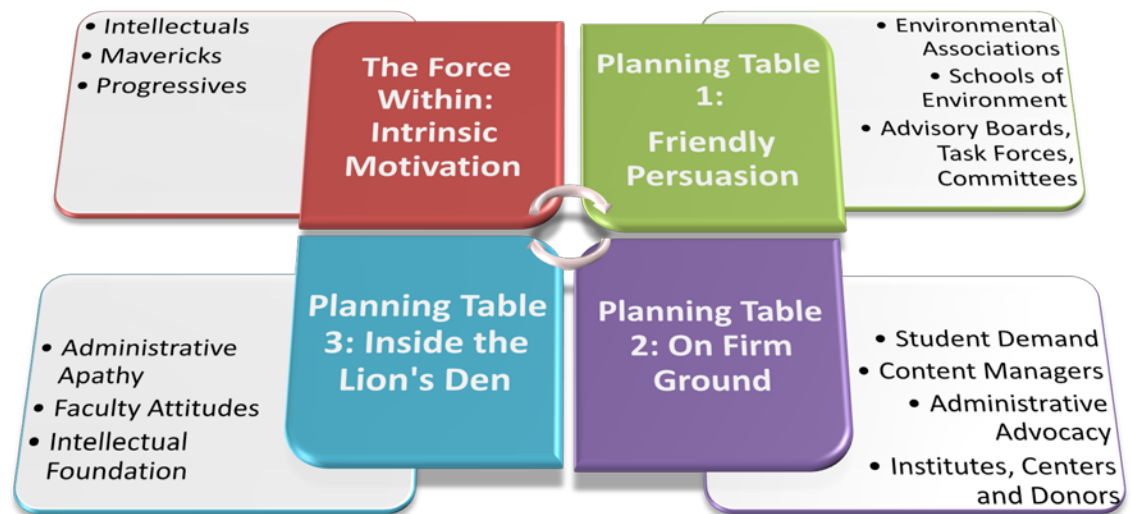 • Intellectuals
• Mavericks
• Progressives
The Force
Within:
Intrinsic
Motivation
Planning Table
1:
Friendly
Persuasion
• Environmental
Associations
• Schools of
Environment
• Advisory Boards,
Task Forces,
Committees
• Administrative
Apathy
• Faculty Attitudes
• Intellectual
Foundation
Planning Table
3: Inside the
Lion's Den
Planning Table
2: On Firm
Ground
• Student Demand
• Content Managers
• Administrative
Advocacy
• Institutes, Centers
and Donors